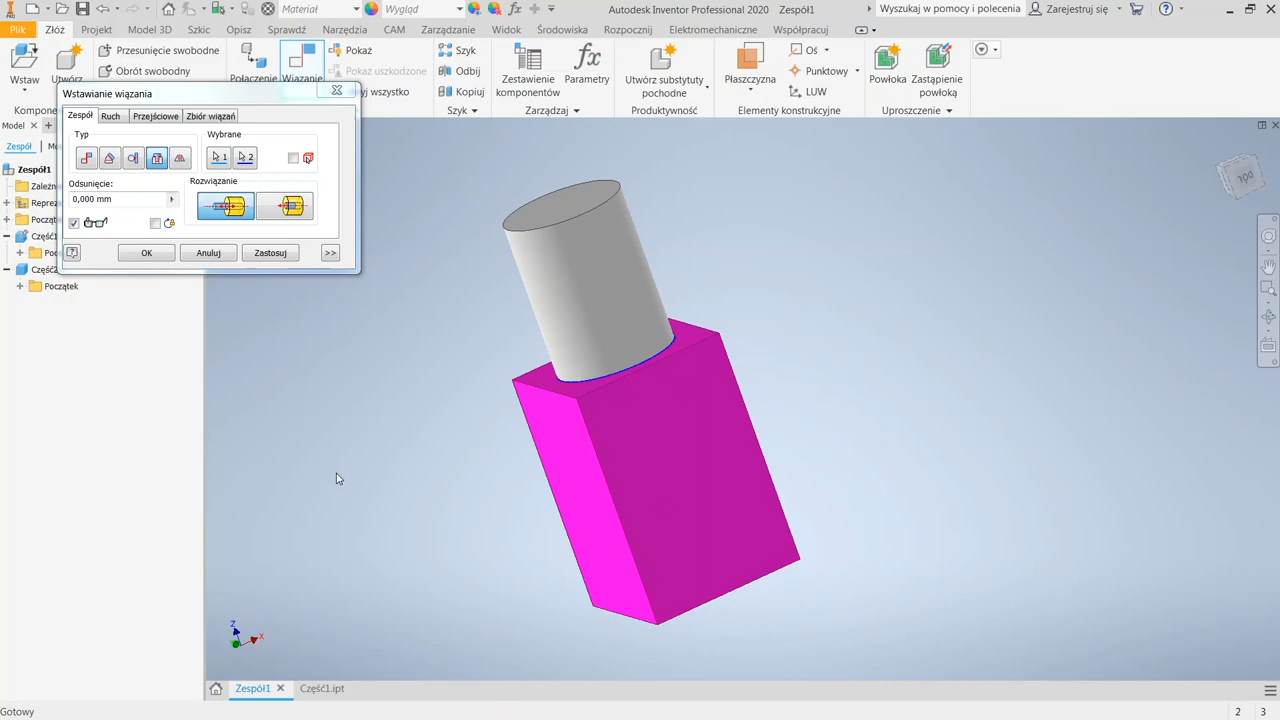 PRO Materiał Wygląd Autodesk Inventor Professional 2020 Zespół1 Wyszukaj w pomocy i polecenia Zarejestruj się
Plik Złóż Projekt Model 3D Szkic Opisz Sprawdź Narzędzia CAM Zarządzanie Widok Środowiska Rozpocznij Elektromechaniczne Współpracuj
Wstaw Utwórz Przesunięcie swobodne Obrót swobodny Połączenie Wiązanie Pokaż Pokaż uszkodzone Szyk Odbij Kopiuj Zestawienie komponentów Parametry Utwórz substytuty pochodne Płaszczyzna Oś Punktowy LUW Powłoka Zastąpienie powłoką
Szyk Zarządzaj Produktywność Elementy konstrukcyjne Uproszczenie
Wstawianie wiązania
Zespół Ruch Przejściowe Zbiór wiązań
Typ Wybrane
1 2
Odsunięcie: Rozwiązanie
0,000 mm
OK Anuluj Zastosuj >>
Model
Zespół
Zespół1
Początek
Z
X
Zespół1 Część1.ipt
Gotowy 2 3